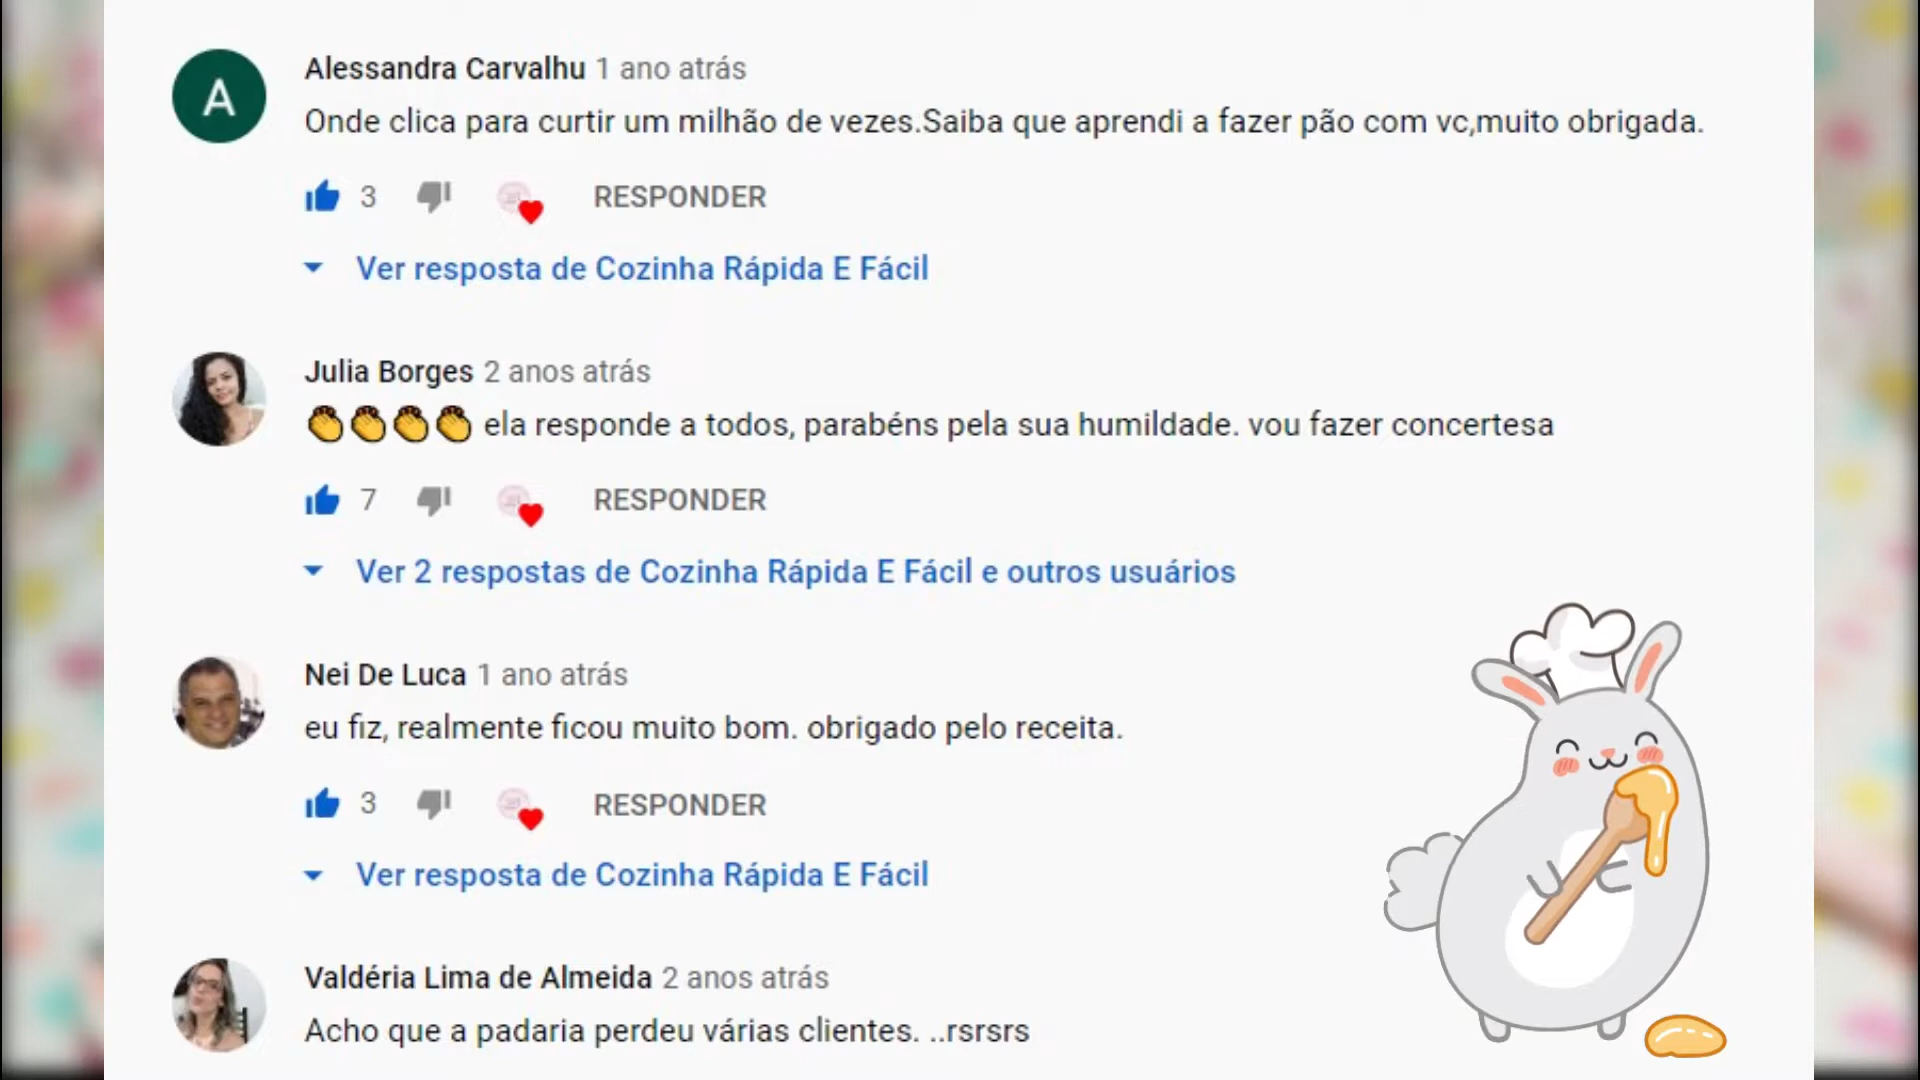 A
Alessandra Carvalhu 1 ano atrás
Onde clica para curtir um milhão de vezes.Saiba que aprendi a fazer pão com vc,muito obrigada.
3 RESPONDER
Ver resposta de Cozinha Rápida E Fácil
Julia Borges 2 anos atrás
👏👏👏👏 ela responde a todos, parabéns pela sua humildade. vou fazer concertesa
7 RESPONDER
Ver 2 respostas de Cozinha Rápida E Fácil e outros usuários
Nei De Luca 1 ano atrás
eu fiz, realmente ficou muito bom. obrigado pelo receita.
3 RESPONDER
Ver resposta de Cozinha Rápida E Fácil
Valdéria Lima de Almeida 2 anos atrás
Acho que a padaria perdeu várias clientes. ..rsrsrs